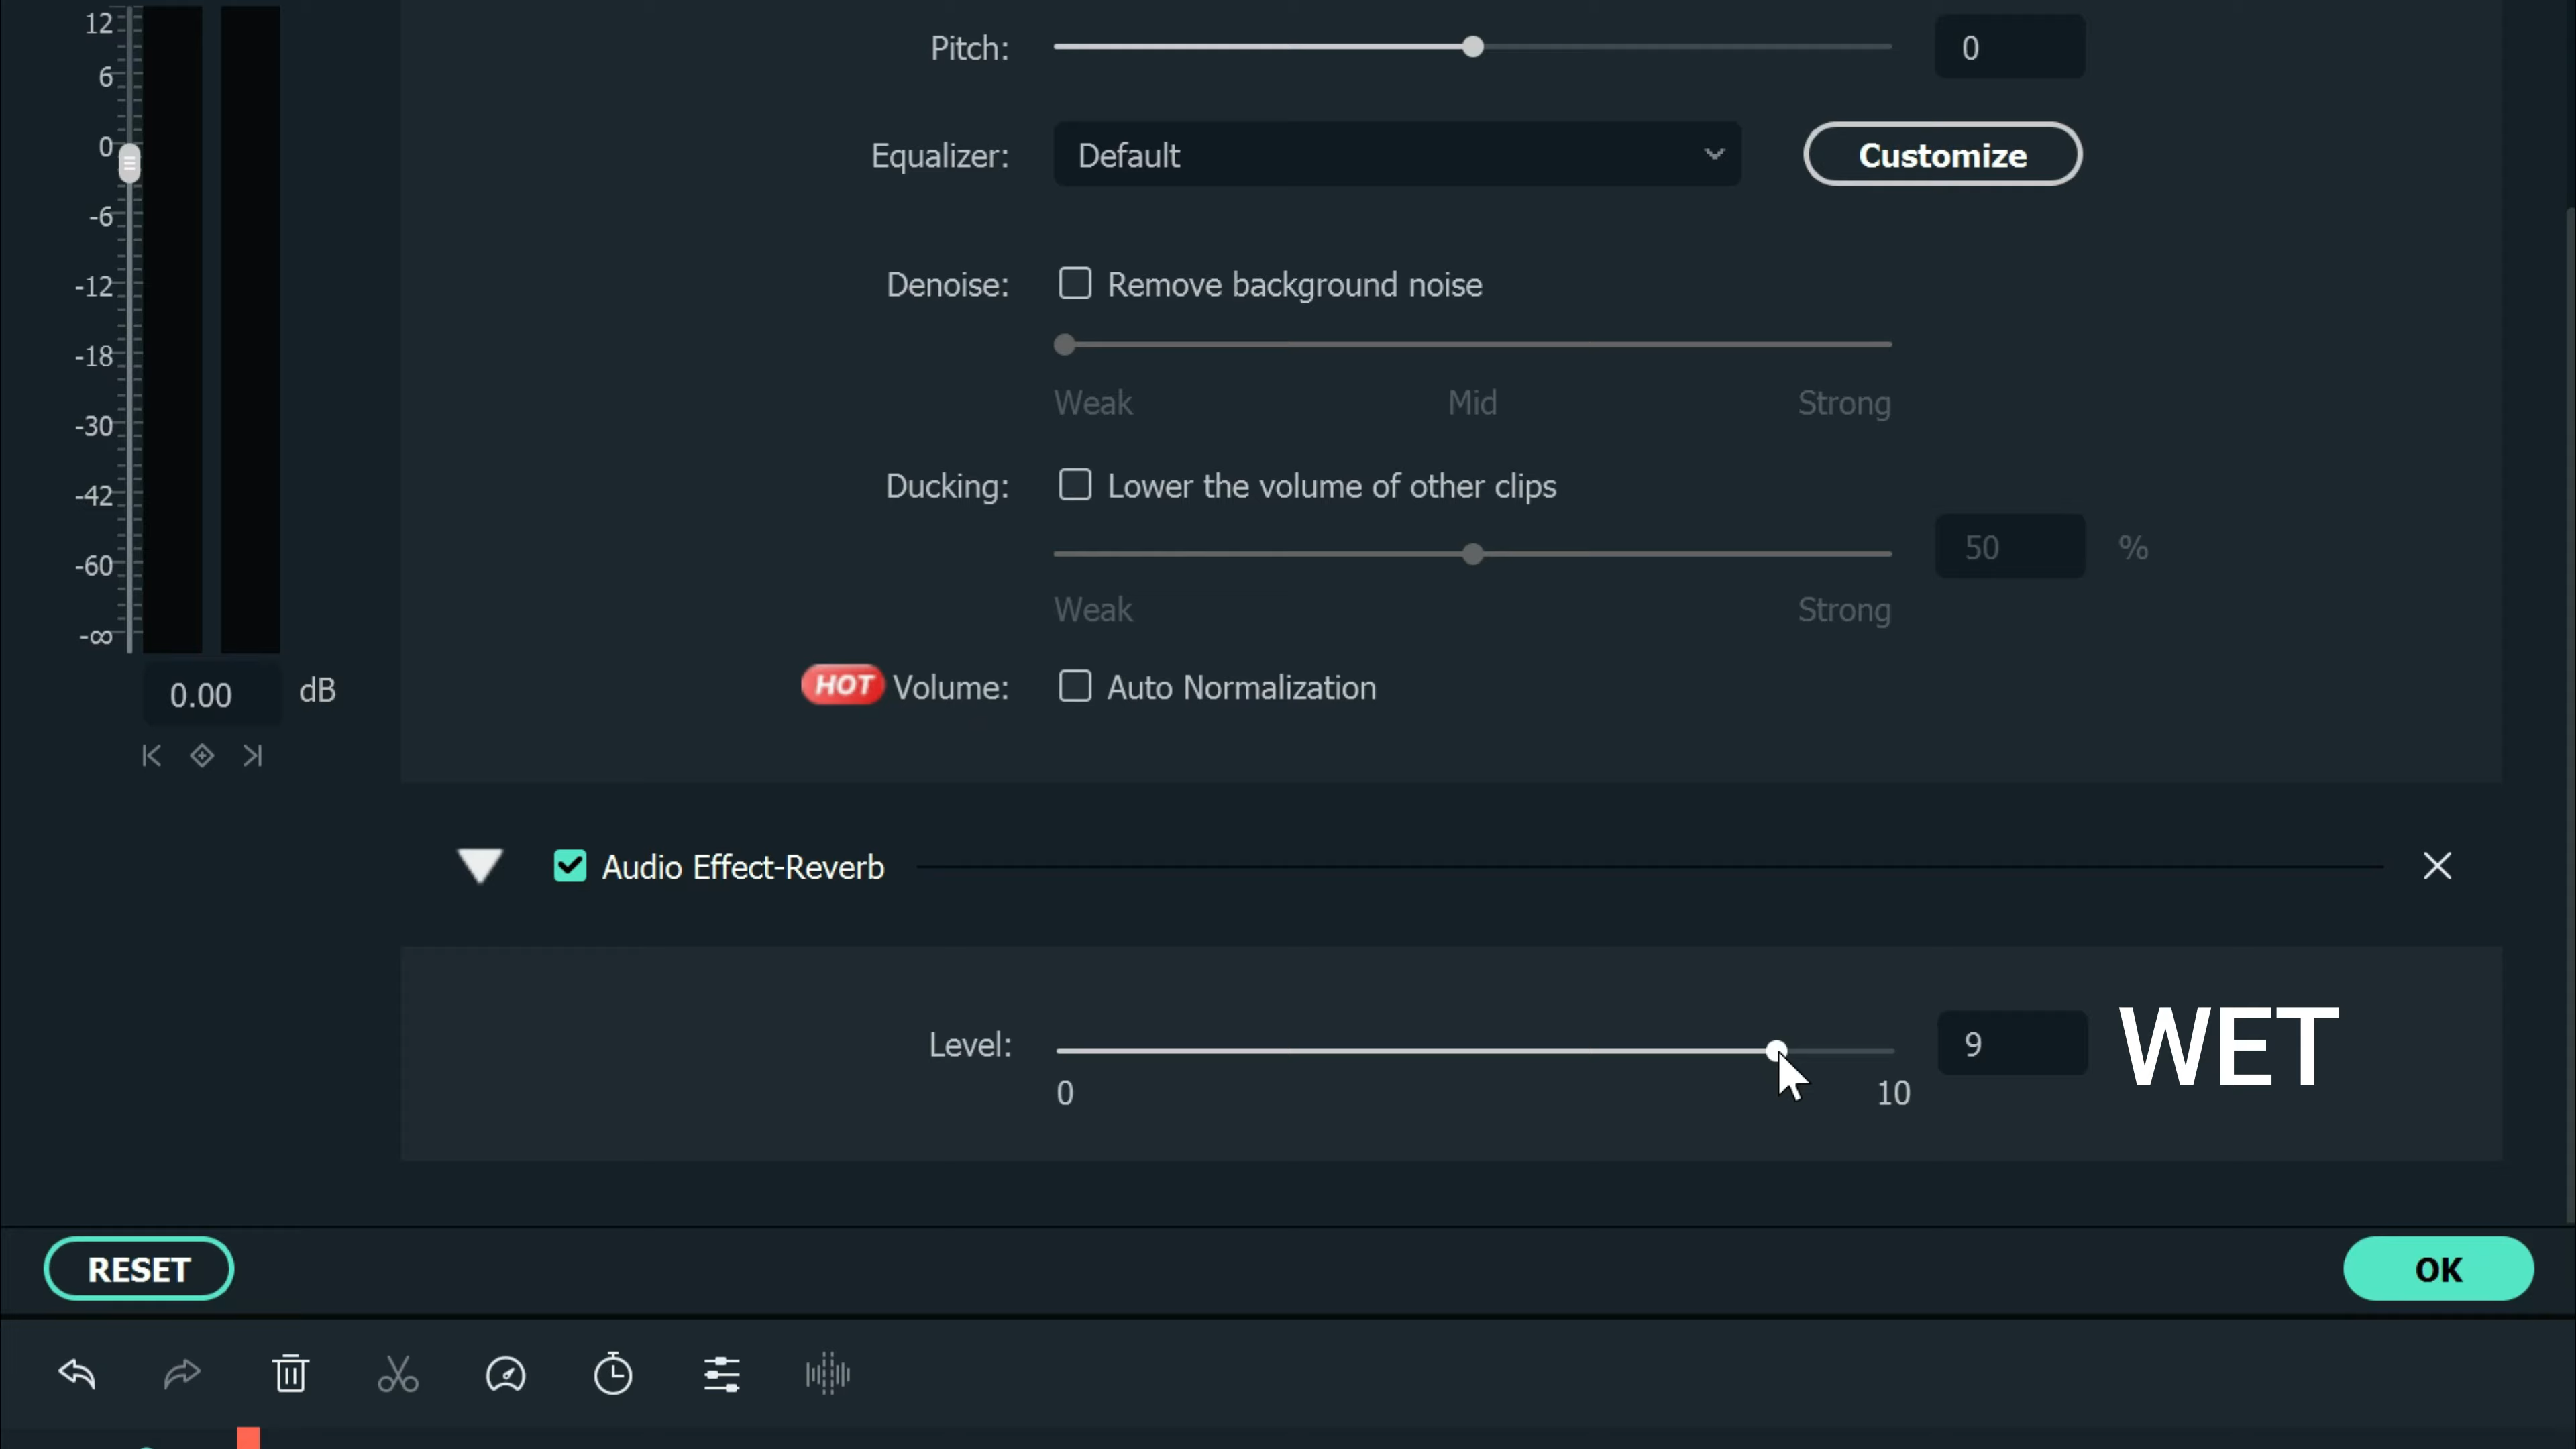 12
6
0
-6
-12
-18
-30
-42
-60
-∞
0.00 dB
Pitch: 0
Equalizer: Default Customize
Denoise: Remove background noise
Weak Mid Strong
Ducking: Lower the volume of other clips
50 %
Weak Strong
HOT Volume: Auto Normalization
Audio Effect-Reverb
Level: 9 WET
0 10
RESET OK